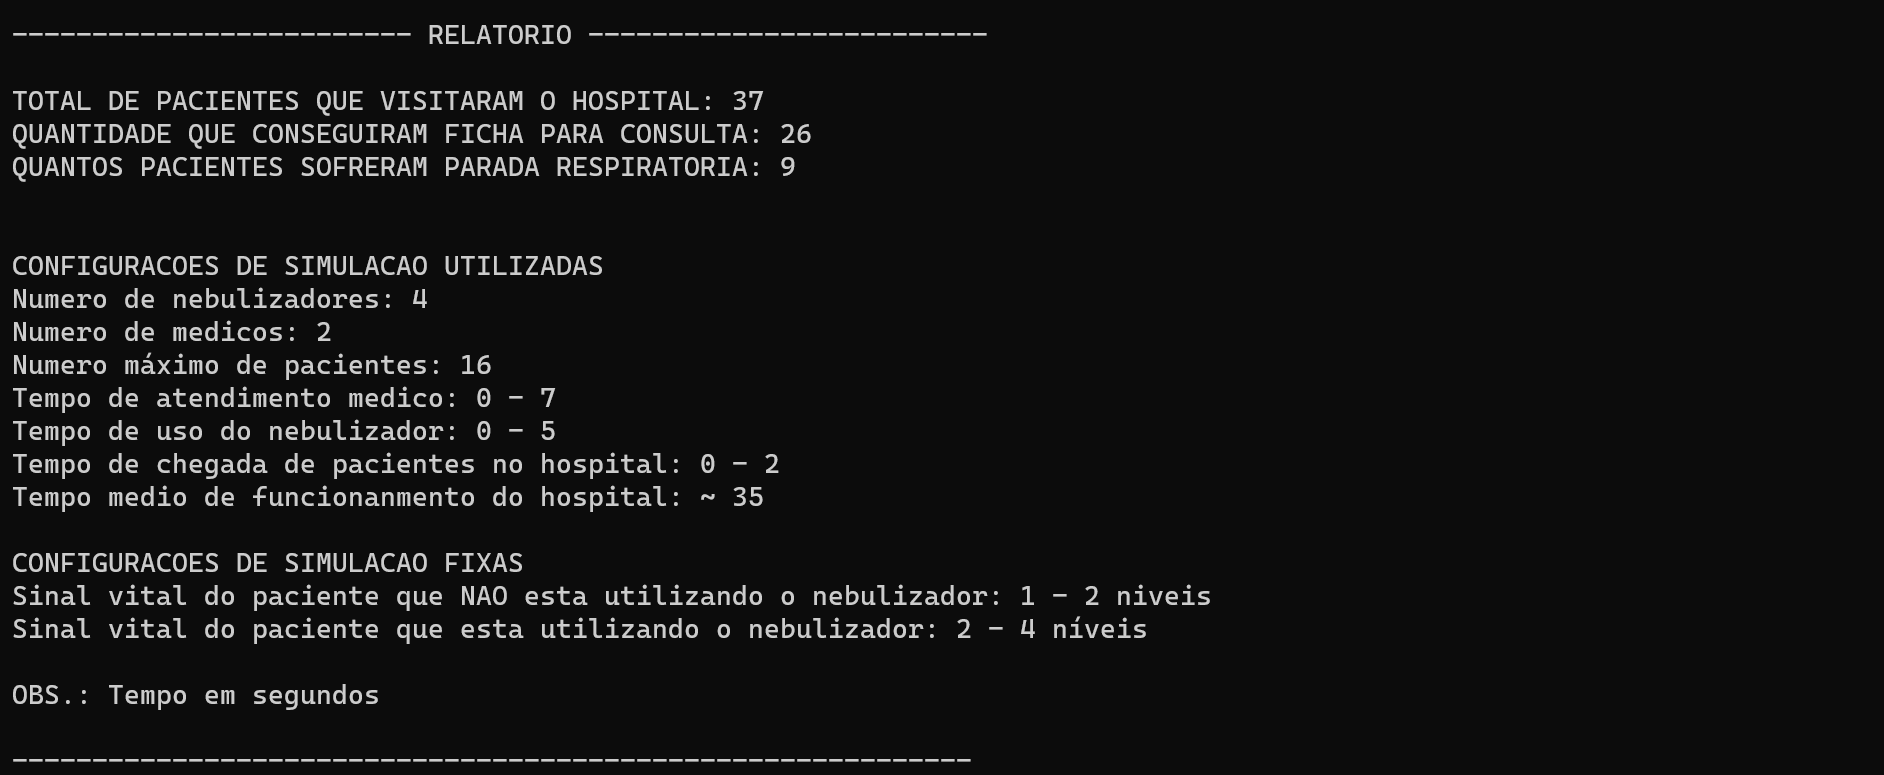 ------------------------- RELATORIO -------------------------
TOTAL DE PACIENTES QUE VISITARAM O HOSPITAL: 37
QUANTIDADE QUE CONSEGUIRAM FICHA PARA CONSULTA: 26
QUANTOS PACIENTES SOFRERAM PARADA RESPIRATORIA: 9
CONFIGURACOES DE SIMULACAO UTILIZADAS
Numero de nebulizadores: 4
Numero de medicos: 2
Numero máximo de pacientes: 16
Tempo de atendimento medico: 0 - 7
Tempo de uso do nebulizador: 0 - 5
Tempo de chegada de pacientes no hospital: 0 - 2
Tempo medio de funcionanmento do hospital: ~ 35
CONFIGURACOES DE SIMULACAO FIXAS
Sinal vital do paciente que NAO esta utilizando o nebulizador: 1 - 2 niveis
Sinal vital do paciente que esta utilizando o nebulizador: 2 - 4 níveis
OBS.: Tempo em segundos
------------------------------------------------------------